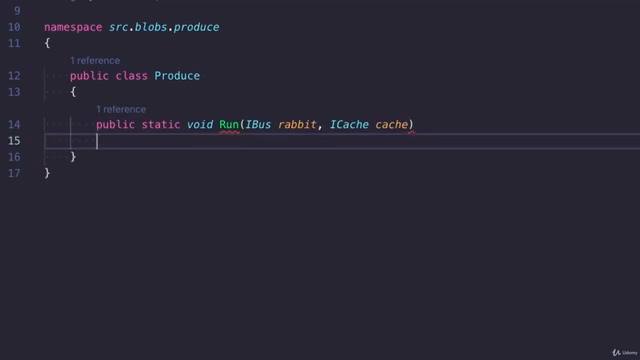 9
10 namespace src.blobs.produce
11 {
1 reference
12 public class Produce
13 {
1 reference
14 public static void Run(IBus rabbit, ICache cache)
15
16 }
17 }
Udemy